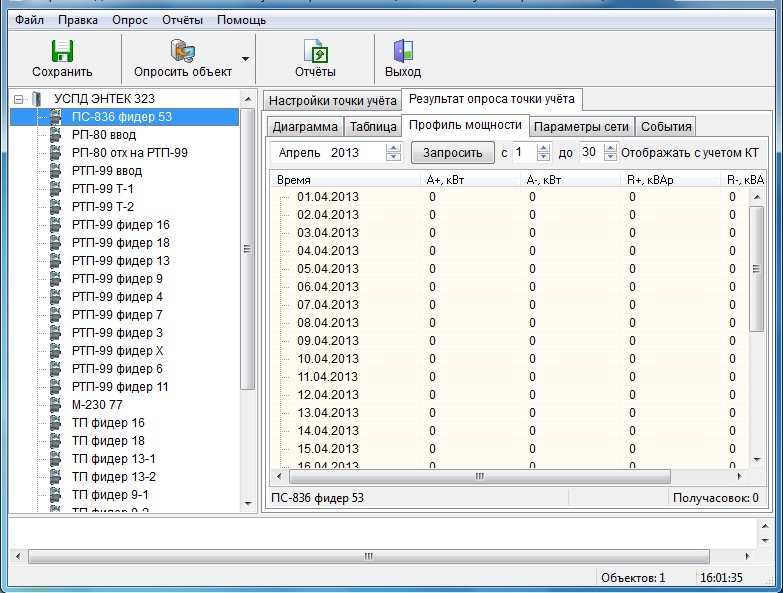 Файл Правка Опрос Отчёты Помощь
Сохранить Опросить объект Отчёты Выход
УСПД ЭНТЕК 323
ПС-836 фидер 53
РП-80 ввод
РП-80 отх на РТП-99
РТП-99 ввод
РТП-99 Т-1
РТП-99 Т-2
РТП-99 фидер 16
РТП-99 фидер 18
РТП-99 фидер 13
РТП-99 фидер 9
РТП-99 фидер 4
РТП-99 фидер 7
РТП-99 фидер 3
РТП-99 фидер X
РТП-99 фидер 6
РТП-99 фидер 11
М-230 77
ТП фидер 16
ТП фидер 18
ТП фидер 13-1
ТП фидер 13-2
ТП фидер 9-1
ТП фидер 9-2
Настройки точки учёта Результат опроса точки учёта
Диаграмма Таблица Профиль мощности Параметры сети События
Апрель 2013 Запросить с 1 до 30 Отображать с учетом КТ
Время A+, кВт A-, кВт R+, кВАр R-, кВА
01.04.2013 0 0 0 0
02.04.2013 0 0 0 0
03.04.2013 0 0 0 0
04.04.2013 0 0 0 0
05.04.2013 0 0 0 0
06.04.2013 0 0 0 0
07.04.2013 0 0 0 0
08.04.2013 0 0 0 0
09.04.2013 0 0 0 0
10.04.2013 0 0 0 0
11.04.2013 0 0 0 0
12.04.2013 0 0 0 0
13.04.2013 0 0 0 0
14.04.2013 0 0 0 0
15.04.2013 0 0 0 0
16.04.2013 0 0 0 0
ПС-836 фидер 53 Получасовок: 0
Объектов: 1 16:01:35